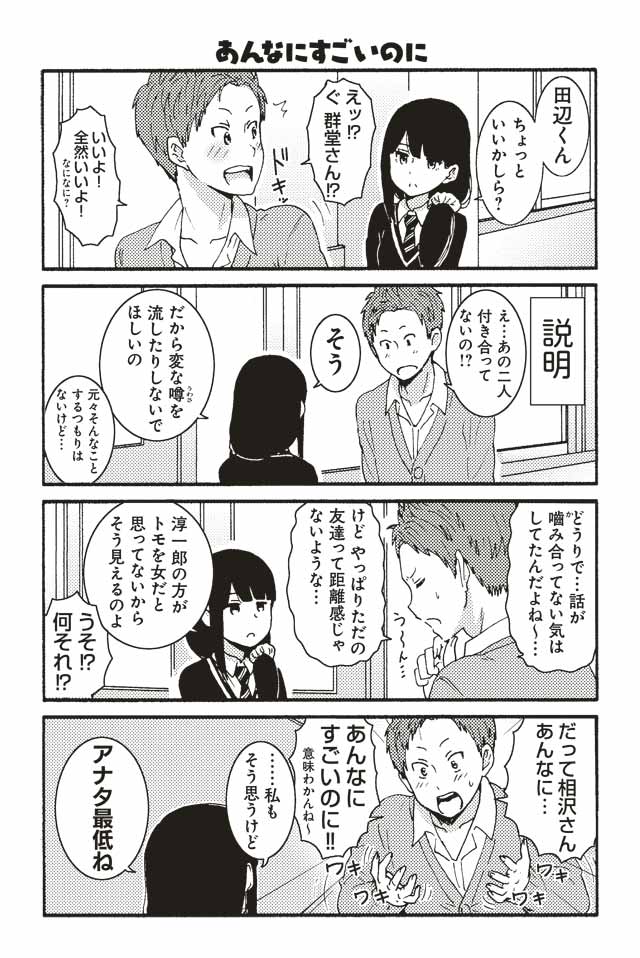 あんなにすごいのに
田辺くん
ちょっと
いいかしら？
えッ!?
ぐ 群堂さん!?
ドキッ
いいよ！
全然いいよ！
なになに？
説明
え…あの二人
付き合って
ないの!?
そう
だから変な噂を
うわさ
流したりしないで
ほしいの
元々そんなこと
するつもりは
ないけど…
どうりで…話が
嚙み合ってない気は
か
してたんだよね～…
う～ん…
けど やっぱりただの
友達って距離感じゃ
ないような…
淳一郎の方が
トモを女だと
思ってないから
そう見えるのよ
うそ!?
何それ!?
だって相沢さん
あんなに…
ワキ
ワキ
ワキ
ワキ
あんなに
すごいのに!!
意味わかんね～
……私も
そう思うけど
アナタ最低ね